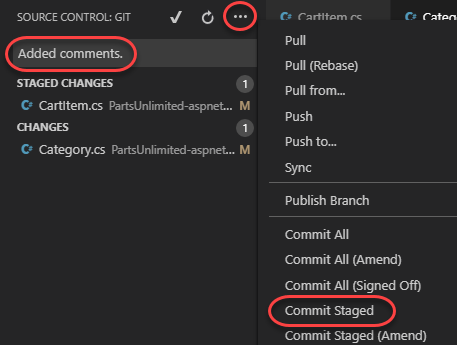 SOURCE CONTROL: GIT
Added comments.
STAGED CHANGES 1
C# CartItem.cs PartsUnlimited-aspnet... M
CHANGES 1
C# Category.cs PartsUnlimited-aspnet... M
CartItem.cs
Categ
Pull
Pull (Rebase)
Pull from...
Push
Push to...
Sync
Publish Branch
Commit All
Commit All (Amend)
Commit All (Signed Off)
Commit Staged
Commit Staged (Amend)